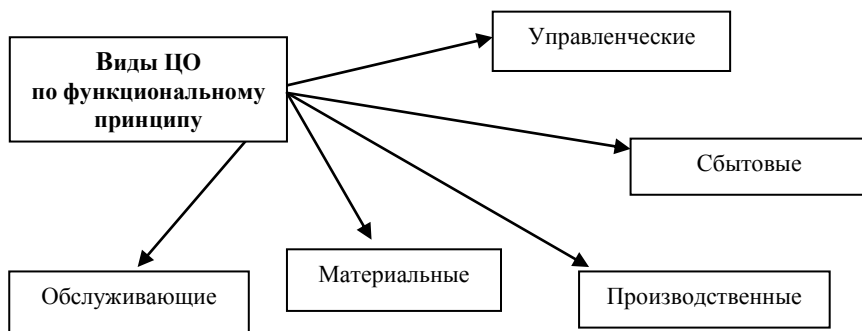 Виды ЦО
по функциональному
принципу
Управленческие
Сбытовые
Обслуживающие
Материальные
Производственные